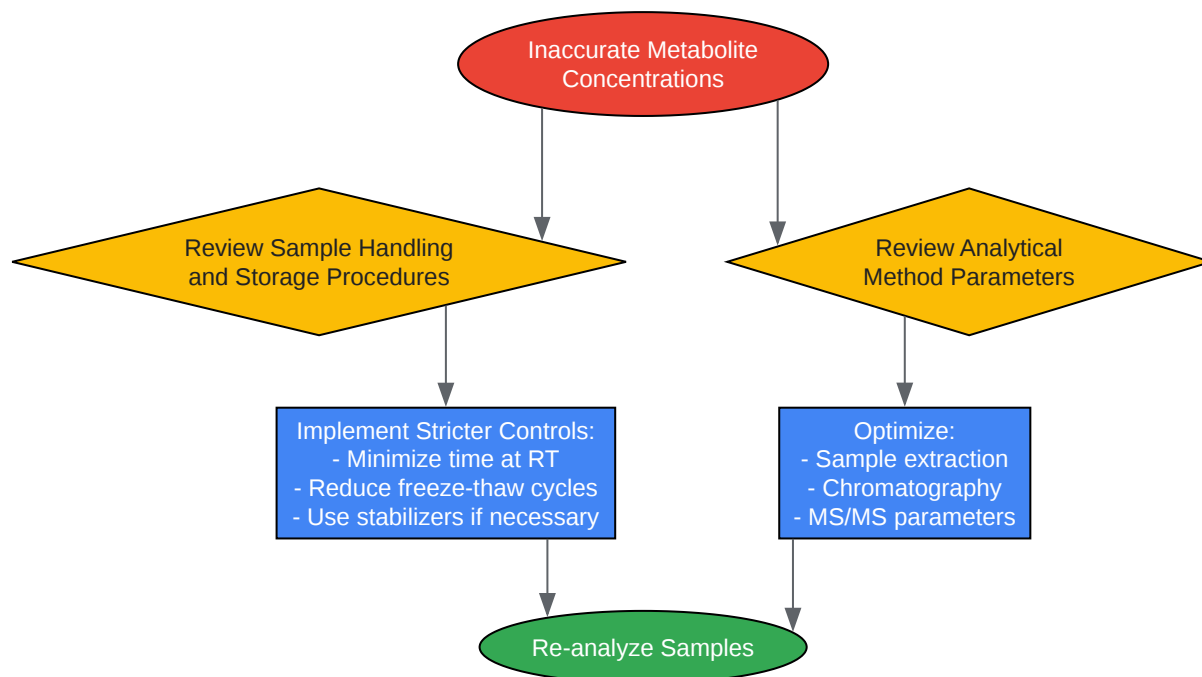 Inaccurate Metabolite
Concentrations
Review Sample Handling
and Storage Procedures
Review Analytical
Method Parameters
Implement Stricter Controls:
- Minimize time at RT
- Reduce freeze-thaw cycles
- Use stabilizers if necessary
Optimize:
- Sample extraction
- Chromatography
- MS/MS parameters
Re-analyze Samples